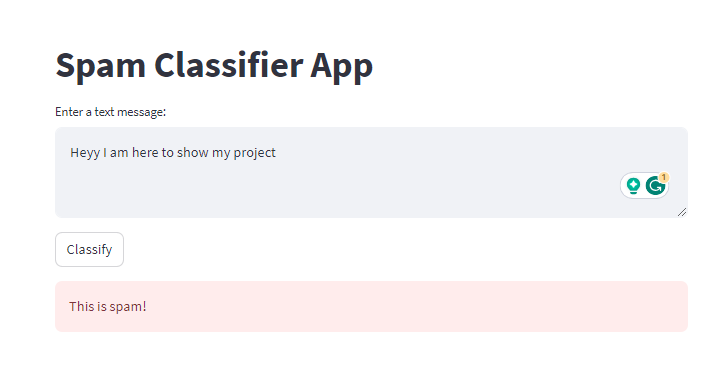 Spam Classifier App
Enter a text message:
Heyy I am here to show my project
1
Classify
This is spam!